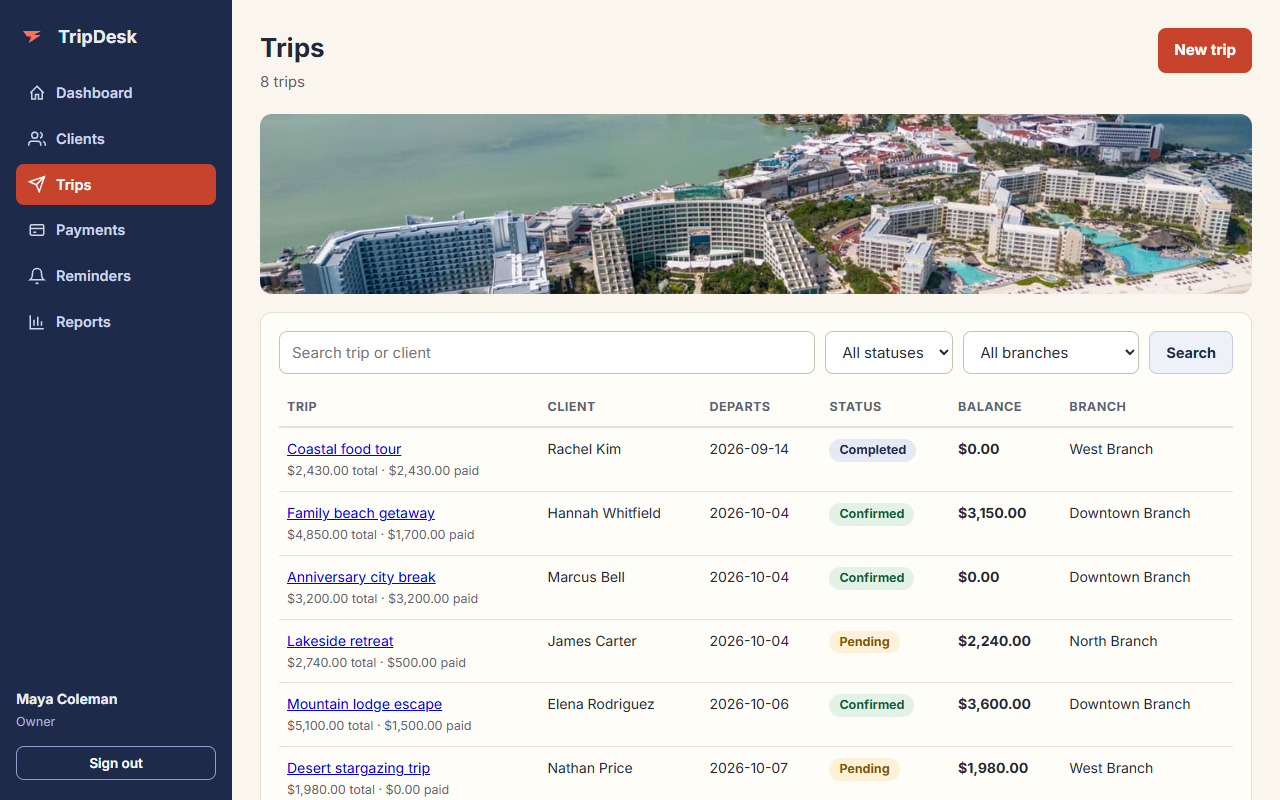 TripDesk
Dashboard
Clients
Trips
Payments
Reminders
Reports
Maya Coleman
Owner
Sign out
Trips
8 trips
New trip
Search trip or client
All statuses
All branches
Search
TRIP CLIENT DEPARTS STATUS BALANCE BRANCH
Coastal food tour Rachel Kim 2026-09-14 Completed $0.00 West Branch
$2,430.00 total · $2,430.00 paid
Family beach getaway Hannah Whitfield 2026-10-04 Confirmed $3,150.00 Downtown Branch
$4,850.00 total · $1,700.00 paid
Anniversary city break Marcus Bell 2026-10-04 Confirmed $0.00 Downtown Branch
$3,200.00 total · $3,200.00 paid
Lakeside retreat James Carter 2026-10-04 Pending $2,240.00 North Branch
$2,740.00 total · $500.00 paid
Mountain lodge escape Elena Rodriguez 2026-10-06 Confirmed $3,600.00 Downtown Branch
$5,100.00 total · $1,500.00 paid
Desert stargazing trip Nathan Price 2026-10-07 Pending $1,980.00 West Branch
$1,980.00 total · $0.00 paid